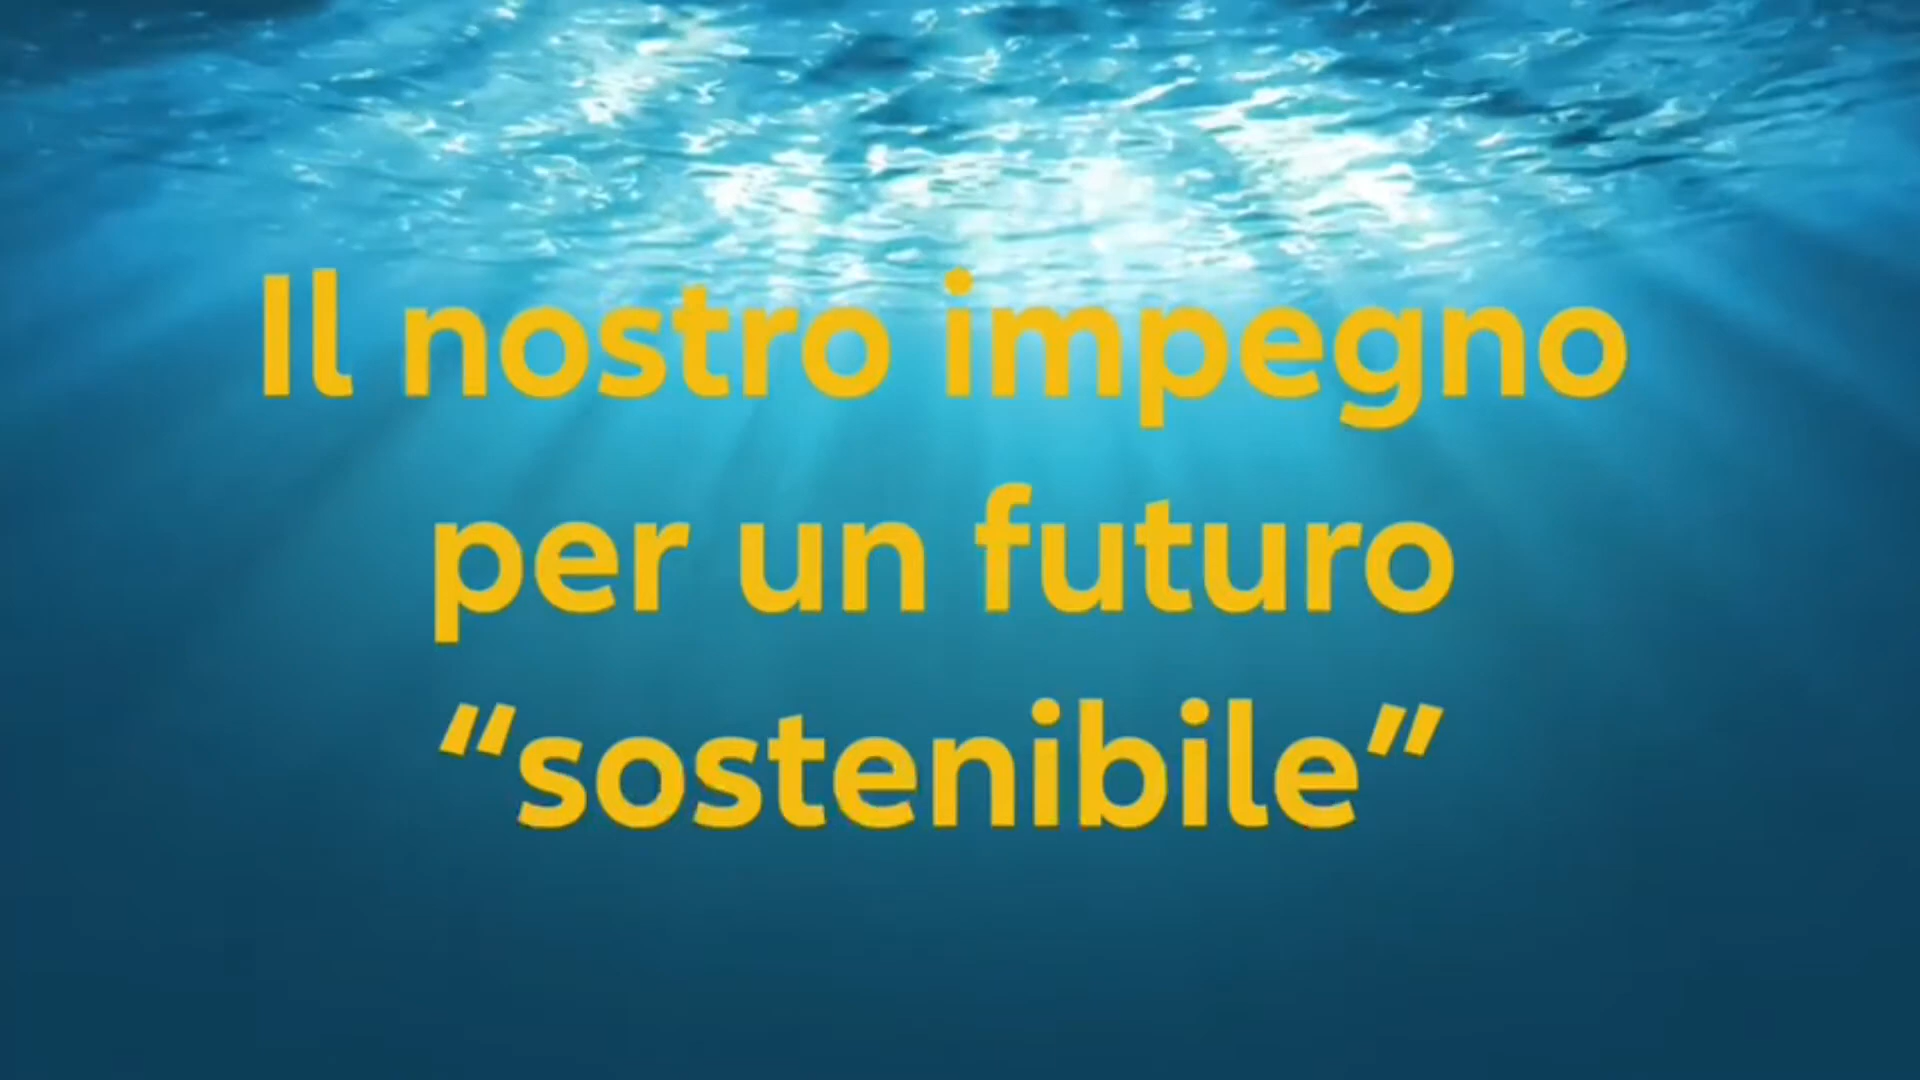 Il nostro impegno
per un futuro
“sostenibile”